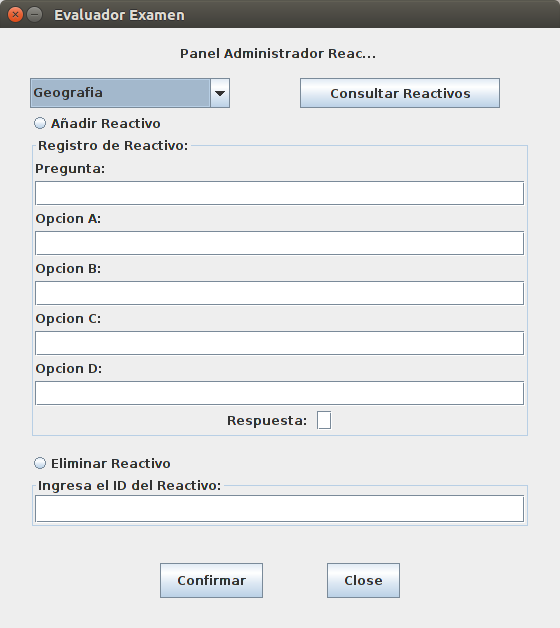 Evaluador Examen
Panel Administrador Reac...
Geografia
Consultar Reactivos
Añadir Reactivo
Registro de Reactivo:
Pregunta:
Opcion A:
Opcion B:
Opcion C:
Opcion D:
Respuesta:
Eliminar Reactivo
Ingresa el ID del Reactivo:
Confirmar
Close